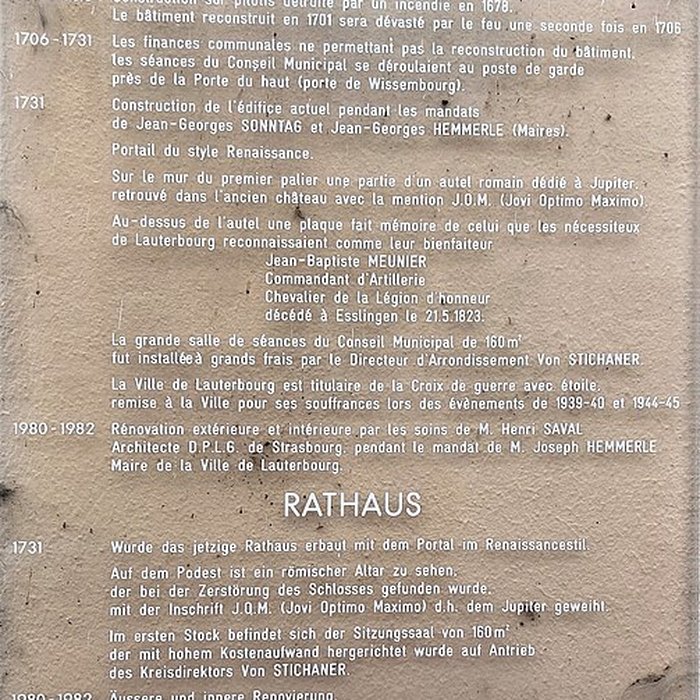 Construction sur pilotis détruite par un incendie en 1678.
Le bâtiment reconstruit en 1701 sera dévasté par le feu une seconde fois en 1706
1706-1731 Les finances communales ne permettant pas la reconstruction du bâtiment,
les séances du Conseil Municipal se déroulaient au poste de garde
près de la Porte du haut (porte de Wissembourg).
1731 Construction de l'édifice actuel pendant les mandats
de Jean-Georges SONNTAG et Jean-Georges HEMMERLE (Maires).
Portail du style Renaissance.
Sur le mur du premier palier une partie d'un autel romain dédié à Jupiter,
retrouvé dans l'ancien château avec la mention J.O.M. (Jovi Optimo Maximo).
Au-dessus de l'autel une plaque fait mémoire de celui que les nécessiteux
de Lauterbourg reconnaissaient comme leur bienfaiteur
Jean-Baptiste MEUNIER
Commandant d'Artillerie
Chevalier de la Légion d'honneur
décédé à Esslingen le 21.5.1823.
La grande salle de séances du Conseil Municipal de 160 m²
fut installée à grands frais par le Directeur d'Arrondissement Von STICHANER.
La Ville de Lauterbourg est titulaire de la Croix de guerre avec étoile,
remise à la Ville pour ses souffrances lors des évènements de 1939-40 et 1944-45
1980-1982 Rénovation extérieure et intérieure par les soins de M. Henri SAVAL
Architecte D.P.L.G. de Strasbourg, pendant le mandat de M. Joseph HEMMERLE
Maire de la Ville de Lauterbourg.
RATHAUS
1731 Wurde das jetzige Rathaus erbaut mit dem Portal im Renaissancestil.
Auf dem Podest ist ein römischer Altar zu sehen,
der bei der Zerstörung des Schlosses gefunden wurde,
mit der Inschrift J.O.M. (Jovi Optimo Maximo) d.h. dem Jupiter geweiht.
Im ersten Stock befindet sich der Sitzungssaal von 160 m²
der mit hohem Kostenaufwand hergerichtet wurde auf Antrieb
des Kreisdirektors Von STICHANER.
1980-1982 Äussere und innere Renovierung